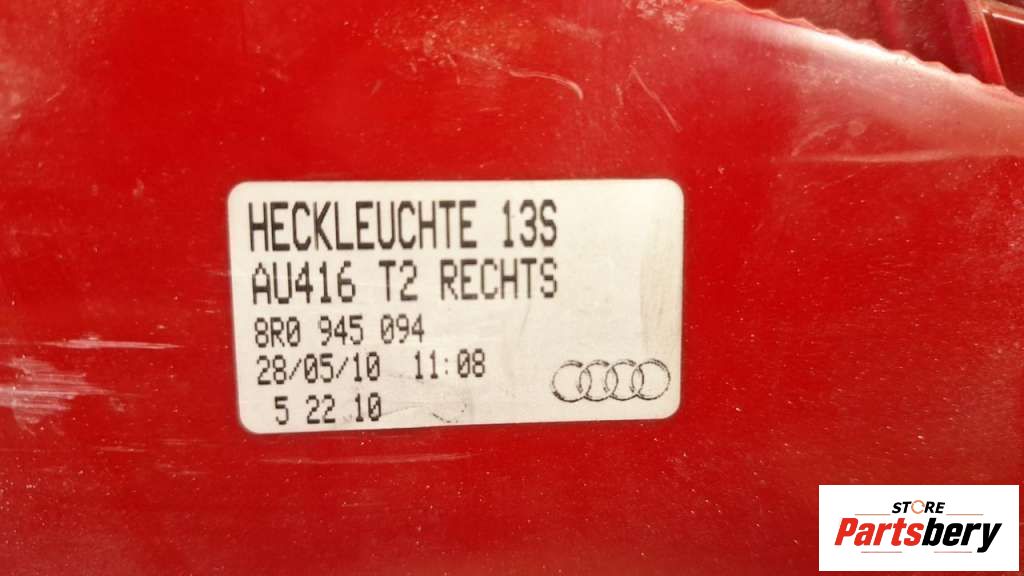 HECKLEUCHTE 13S
AU416 T2 RECHTS
8R0 945 094
28/05/10 11:08
5 22 10
STORE
Partsbery